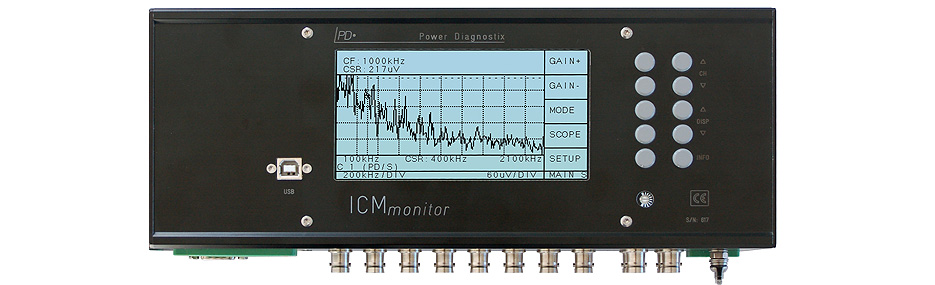 PD•
Power Diagnostix
CF: 1000kHz
CSR: 217uV
GAIN+
GAIN-
MODE
SCOPE
SETUP
100kHz CSR: 400kHz 2100kHz
C 1 (PD/S)
200kHz/DIV 60uV/DIV MAIN S
CH
DISP
INFO
USB
ICMmonitor
CE
S/N: 817